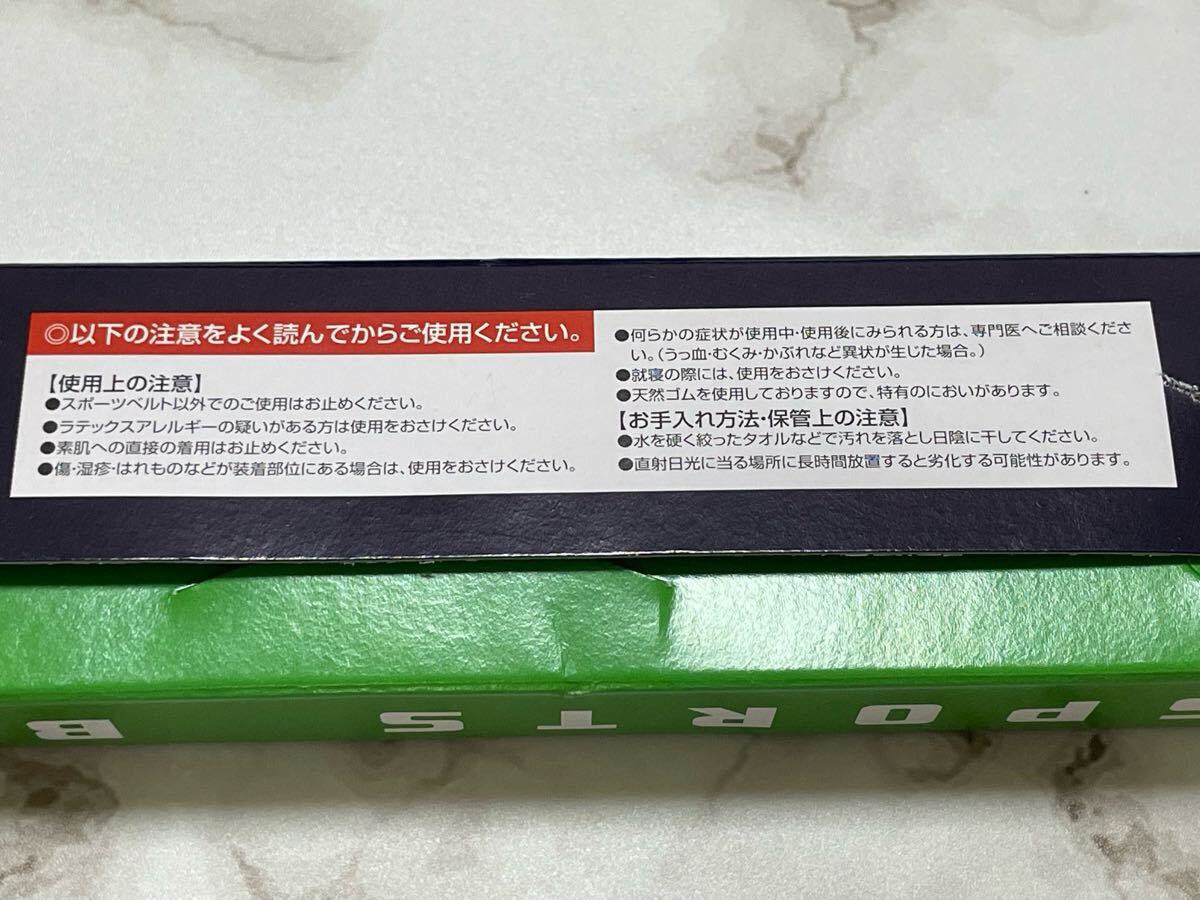 ◎以下の注意をよく読んでからご使用ください。
【使用上の注意】
●スポーツベルト以外でのご使用はお止めください。
●ラテックスアレルギーの疑いがある方は使用をおさけください。
●素肌への直接の着用はお止めください。
●傷・湿疹・はれものなどが装着部位にある場合は、使用をおさけください。
●何らかの症状が使用中・使用後にみられる方は、専門医へご相談くださ
い。(うっ血・むくみ・かぶれなど異状が生じた場合。)
●就寝の際には、使用をおさけください。
●天然ゴムを使用しておりますので、特有のにおいがあります。
【お手入れ方法・保管上の注意】
●水を硬く絞ったタオルなどで汚れを落とし日陰に干してください。
●直射日光に当る場所に長時間放置すると劣化する可能性があります。
SPORTS B